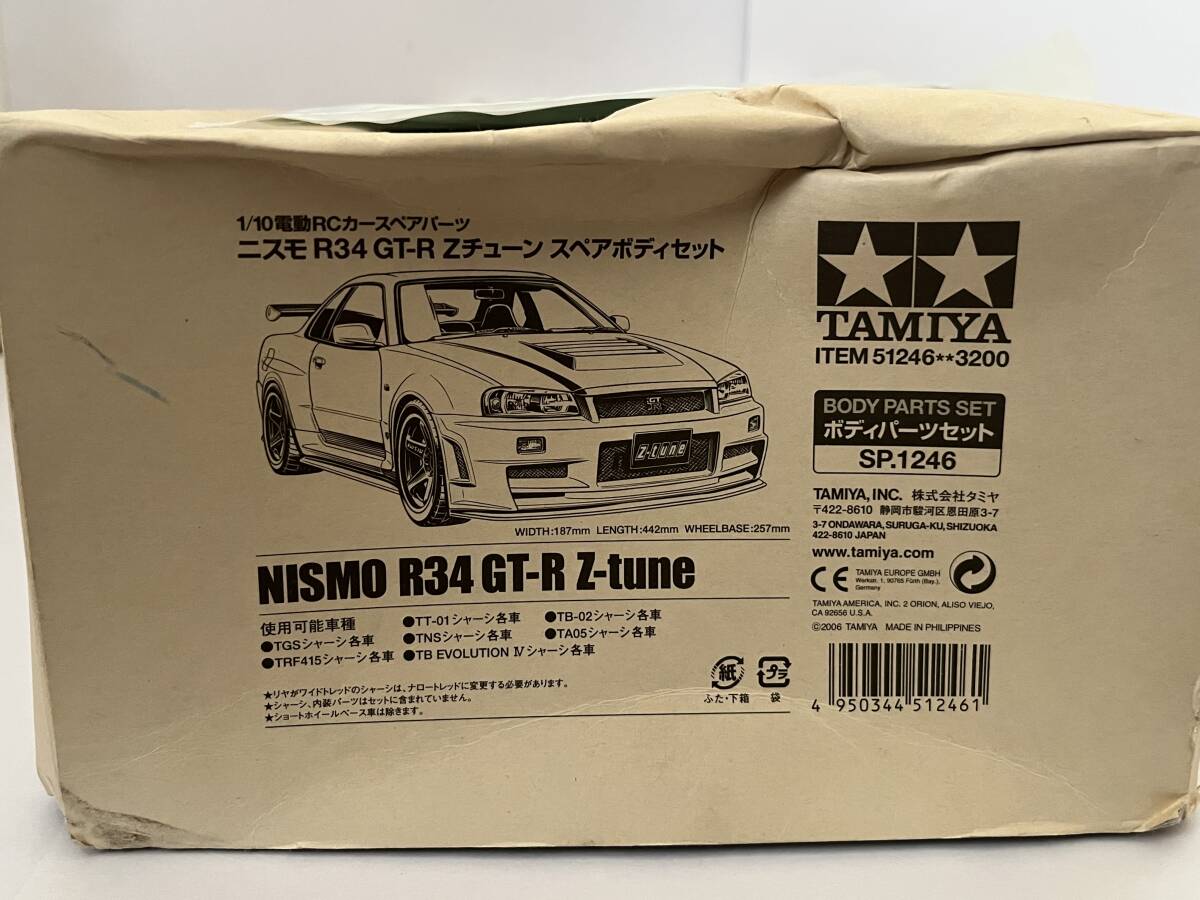 1/10電動RCカースペアパーツ
ニスモ R34 GT-R Zチューン スペアボディセット
GT
R
Z-tune
WIDTH:187mm LENGTH:442mm WHEELBASE:257mm
NISMO R34 GT-R Z-tune
使用可能車種
●TT-01シャーシ各車 ●TB-02シャーシ各車
●TGSシャーシ各車 ●TNSシャーシ各車 ●TA05シャーシ各車
●TRF415シャーシ各車 ●TB EVOLUTION Ⅳシャーシ各車
★リヤがワイドトレッドのシャーシは、ナロートレッドに変更する必要があります。
★シャーシ、内装パーツはセットに含まれていません。
★ショートホイールベース車は除きます。
紙
ふた・下箱
プラ
袋
TAMIYA
ITEM 51246**3200
BODY PARTS SET
ボディパーツセット
SP.1246
TAMIYA, INC. 株式会社タミヤ
〒422-8610 静岡市駿河区恩田原3-7
3-7 ONDAWARA, SURUGA-KU, SHIZUOKA
422-8610 JAPAN
www.tamiya.com
CE
TAMIYA EUROPE GMBH
Werkstr. 1, 90765 Fürth (Bay.),
Germany
TAMIYA AMERICA, INC. 2 ORION, ALISO VIEJO,
CA 92656 U.S.A.
©2006 TAMIYA MADE IN PHILIPPINES
4 950344 512461